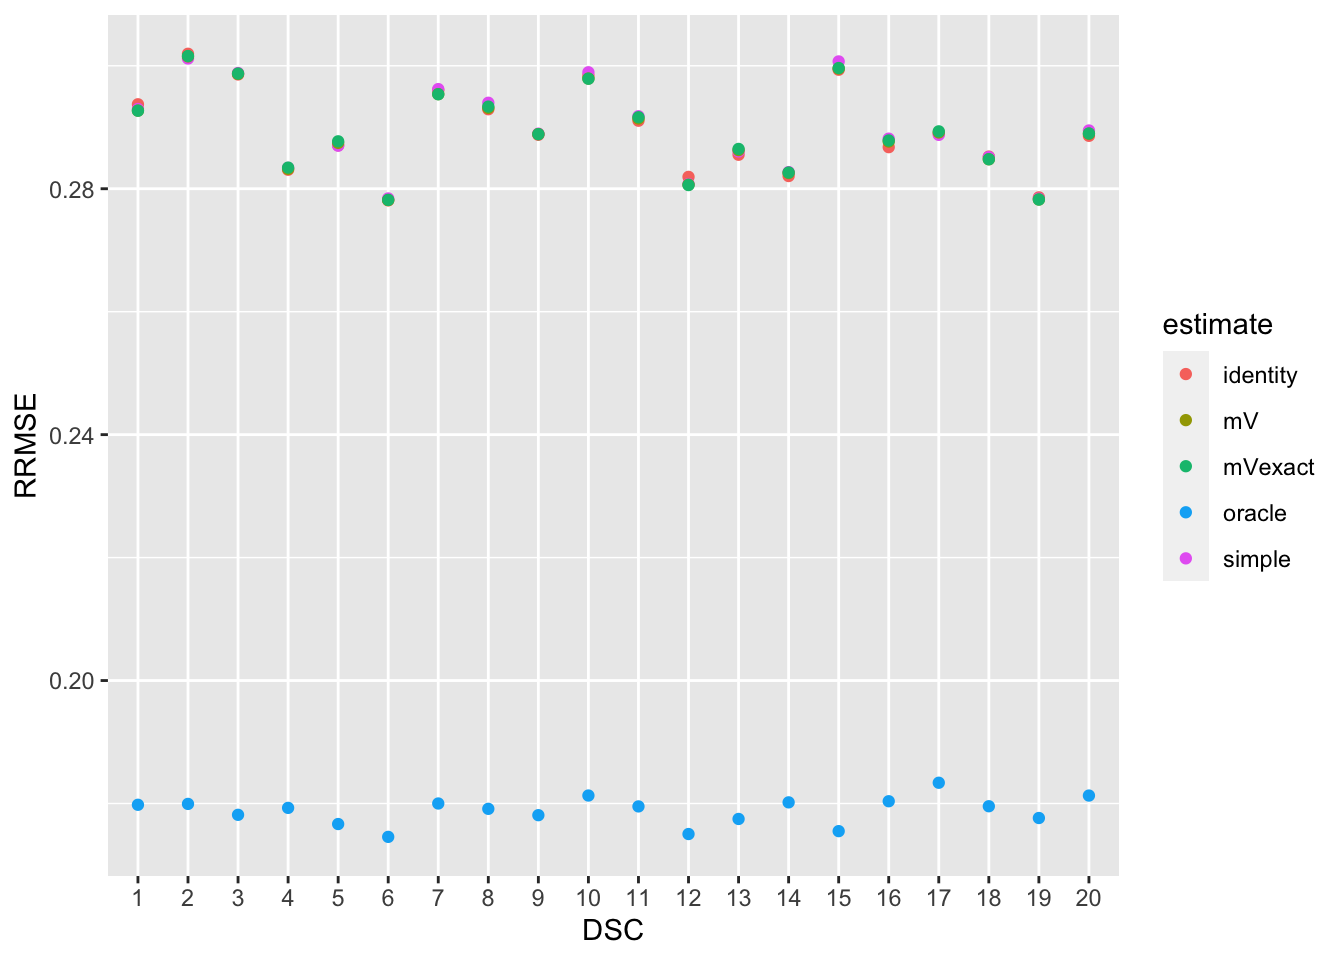 0.28
0.24
0.20
RRMSE
1 2 3 4 5 6 7 8 9 10 11 12 13 14 15 16 17 18 19 20
DSC
estimate
identity
mV
mVexact
oracle
simple